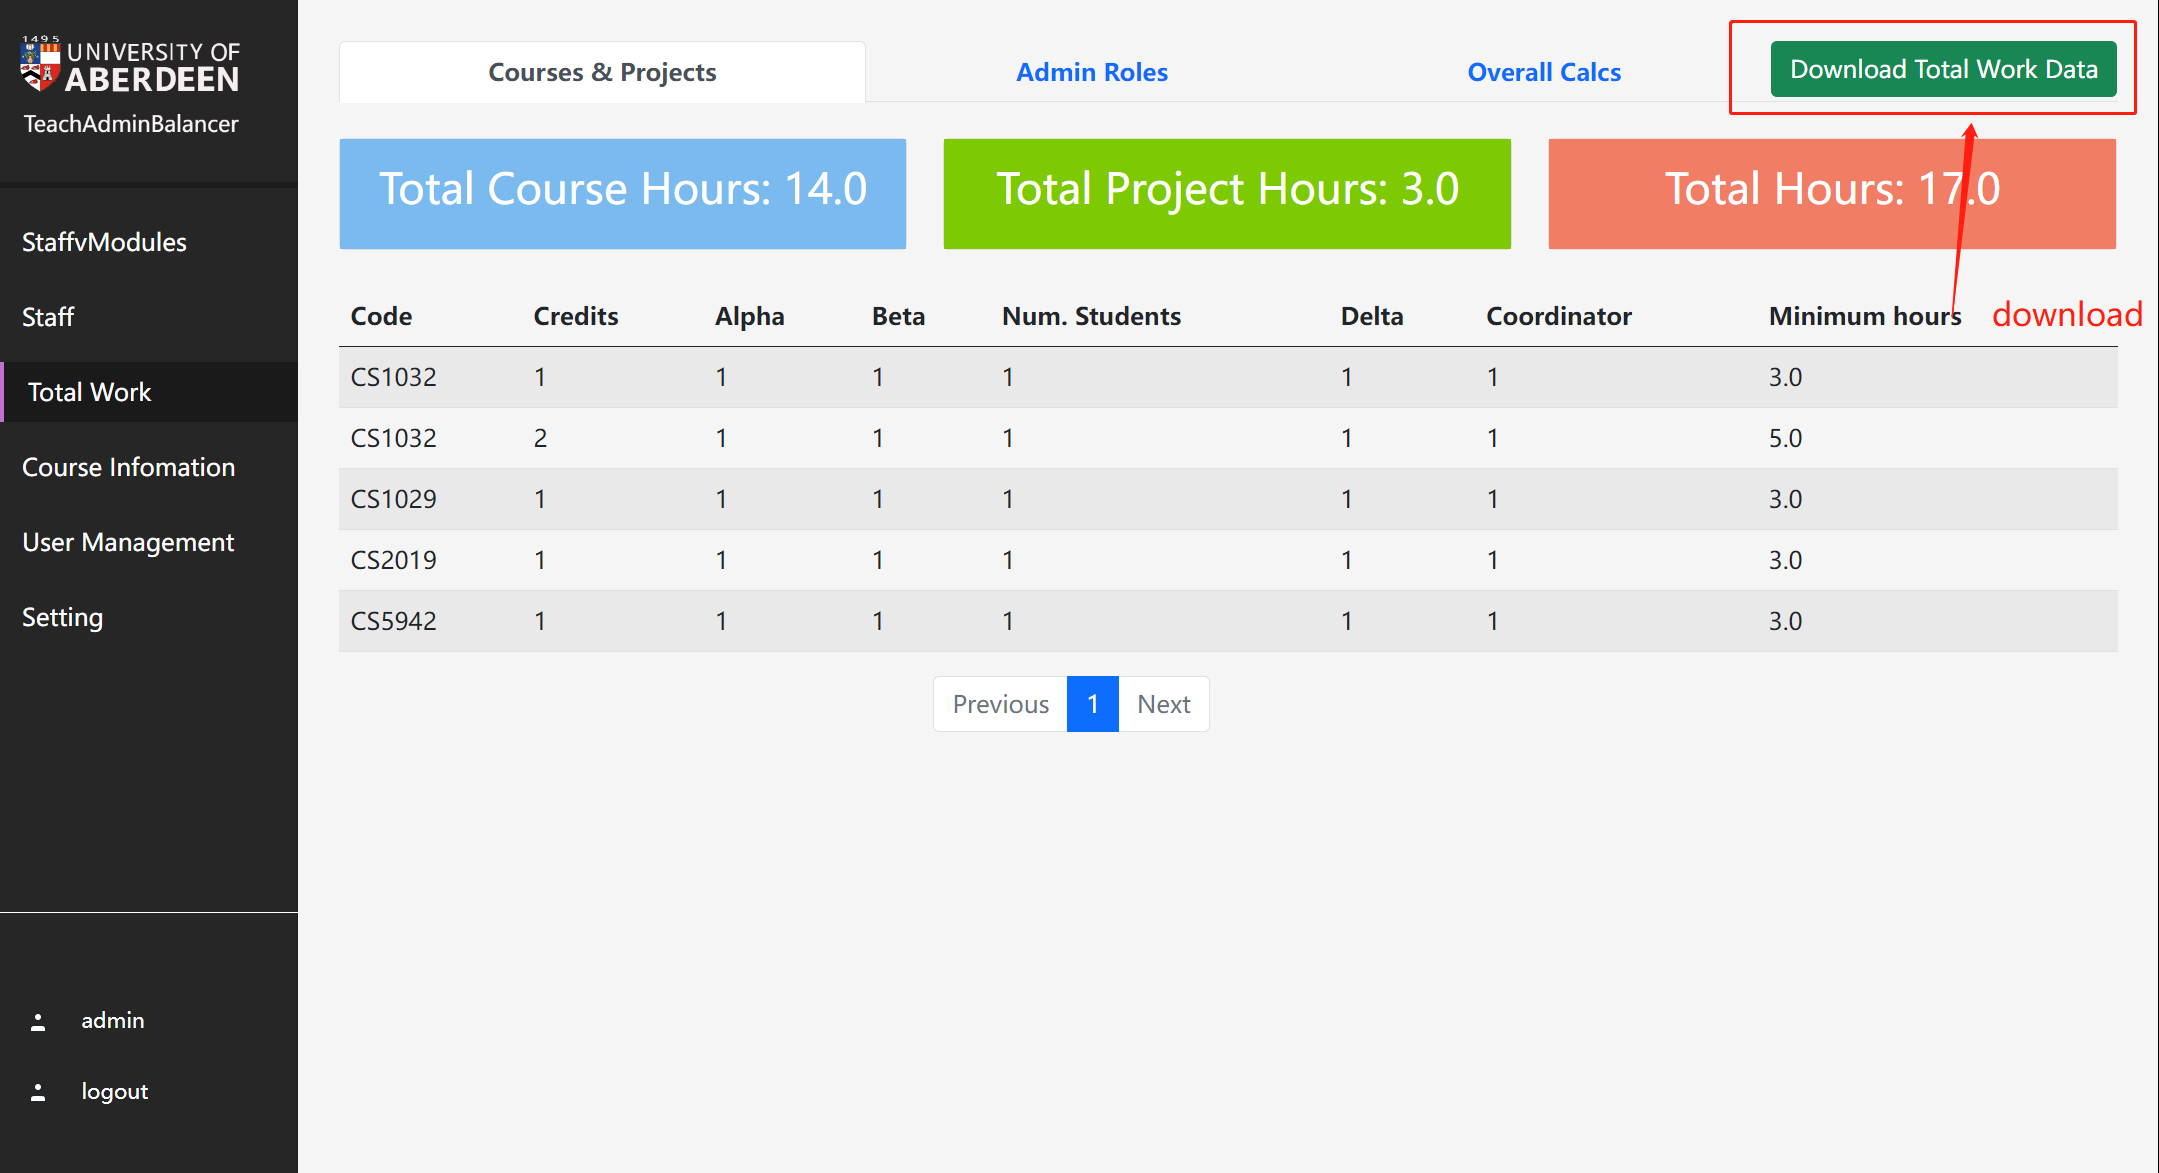 1495
UNIVERSITY OF
ABERDEEN
TeachAdminBalancer
StaffvModules
Staff
Total Work
Course Infomation
User Management
Setting
admin
logout
Courses & Projects Admin Roles Overall Calcs Download Total Work Data
Total Course Hours: 14.0 Total Project Hours: 3.0 Total Hours: 17.0
Code Credits Alpha Beta Num. Students Delta Coordinator Minimum hours download
CS1032 1 1 1 1 1 1 3.0
CS1032 2 1 1 1 1 1 5.0
CS1029 1 1 1 1 1 1 3.0
CS2019 1 1 1 1 1 1 3.0
CS5942 1 1 1 1 1 1 3.0
Previous 1 Next